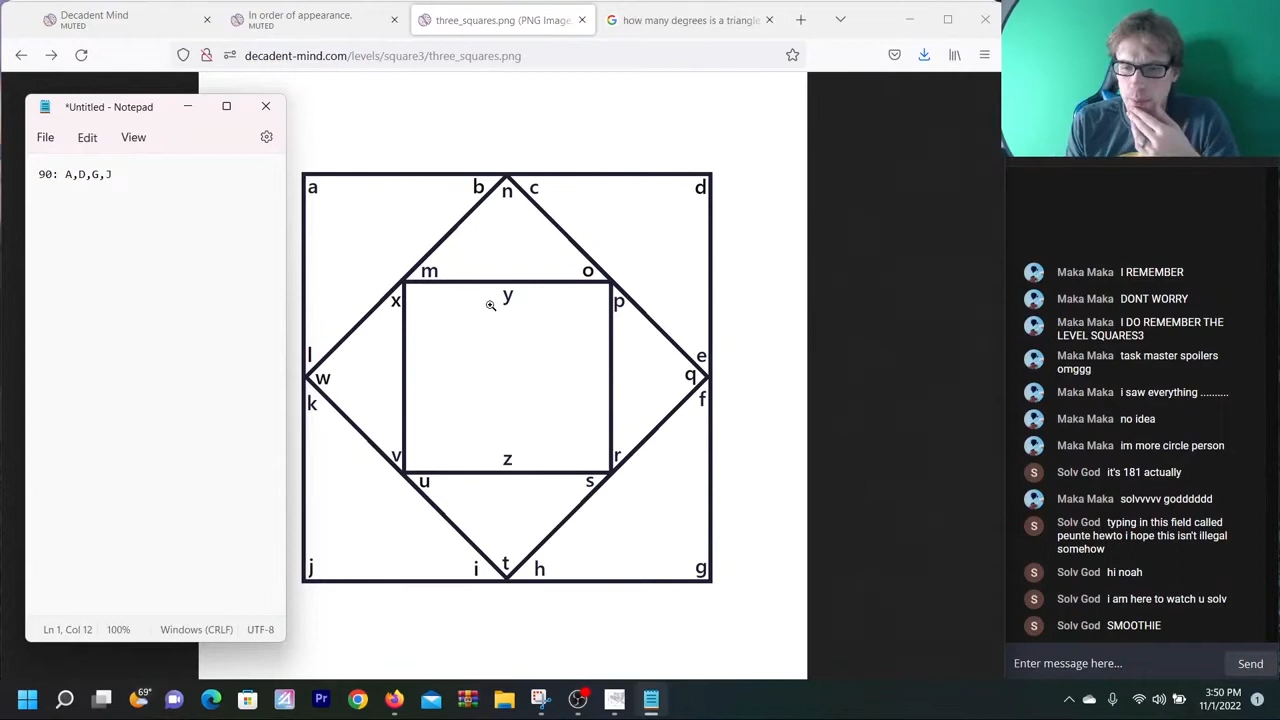 Decadent Mind
MUTED
In order of appearance.
MUTED
three_squares.png (PNG Image,
how many degrees is a triangle
decadent-mind.com/levels/square3/three_squares.png
*Untitled - Notepad
File Edit View
90: A,D,G,J
Ln 1, Col 12 100% Windows (CRLF) UTF-8
a b n c d
m o
x y p
l e
w q
k f
v z r
u s
j i t h g
Maka Maka I REMEMBER
Maka Maka DONT WORRY
Maka Maka I DO REMEMBER THE
LEVEL SQUARES3
Maka Maka task master spoilers
omggg
Maka Maka i saw everything ..........
Maka Maka no idea
Maka Maka im more circle person
S Solv God it's 181 actually
Maka Maka solvvvvv godddddd
S Solv God typing in this field called
peunte hewto i hope this isn't illegal
somehow
S Solv God hi noah
S Solv God i am here to watch u solv
S Solv God SMOOTHIE
Enter message here... Send
69°
Pr
3:50 PM
11/1/2022
1